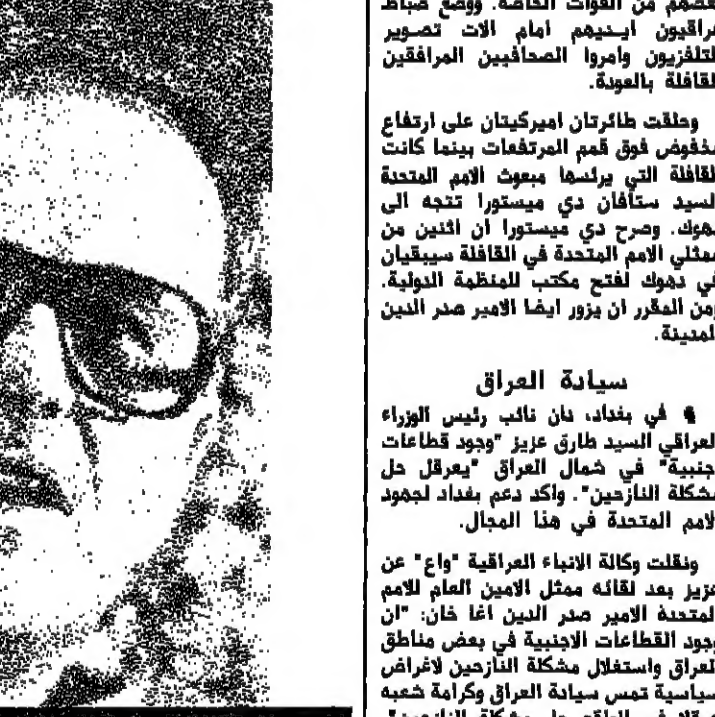 بعضهم من القوات الخاصة. ووضع ضباط
عراقيون ايديهم امام الات تصوير
التلفزيون وامروا الصحافيين المرافقين
للقافلة بالعودة.
وحلقت طائرتان اميركيتان على ارتفاع
منخفوض فوق قمم المرتفعات بينما كانت
القافلة التي يرئسها مبعوث الامم المتحدة
السيد ستافان دي ميستورا تتجه الى
دهوك. وصرح دي ميستورا ان اثنين من
ممثلي الامم المتحدة في القافلة سيبقيان
في دهوك لفتح مكتب للمنظمة الدولية.
ومن المقرر ان يزور ايضا الامير صدر الدين
المدينة.
سيادة العراق
في بغداد، دان نائب رئيس الوزراء
العراقي السيد طارق عزيز "وجود قطاعات
اجنبية" في شمال العراق "يعرقل حل
مشكلة النازحين". واكد دعم بغداد لجهود
الامم المتحدة في هذا المجال.
ونقلت وكالة الانباء العراقية "واع" عن
عزيز بعد لقائه ممثل الامين العام للامم
المتحدة الامير صدر الدين اغا خان: "ان
وجود القطاعات الاجنبية في بعض مناطق
العراق واستغلال مشكلة النازحين لاغراض
سياسية تمس سيادة العراق وكرامة شعبه
حل مشكلة النازحين"